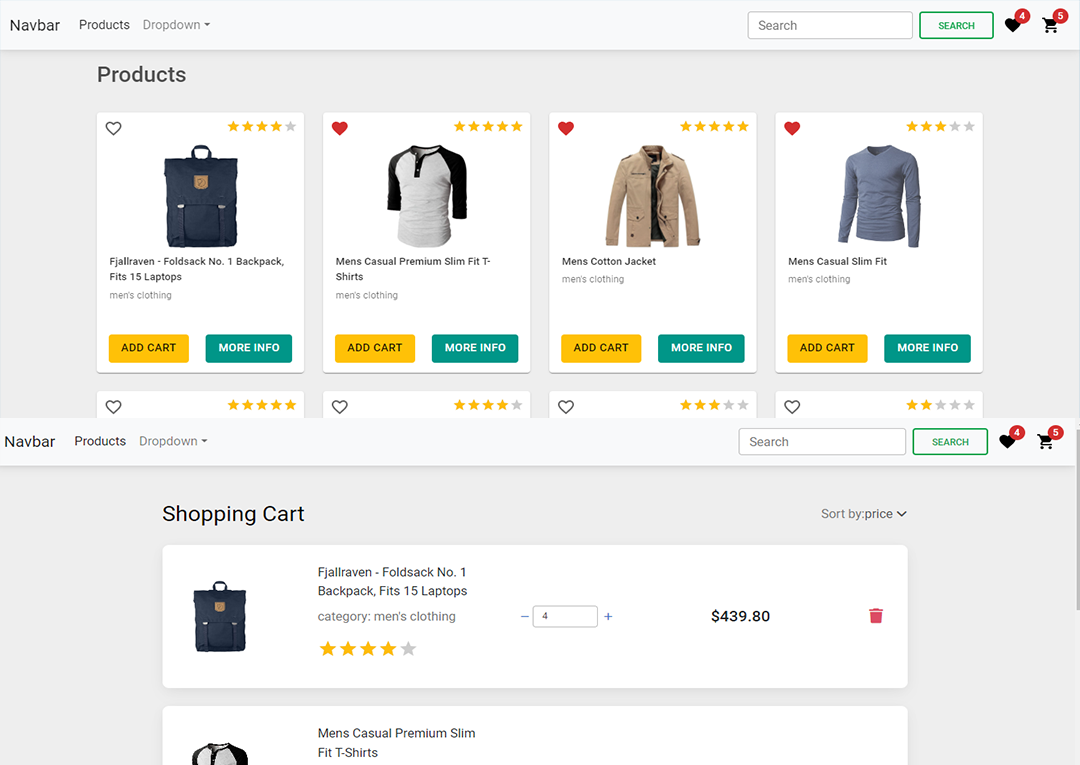 Navbar Products Dropdown Search SEARCH 4 5
Products
Fjallraven - Foldsack No. 1 Backpack,
Fits 15 Laptops
men's clothing
ADD CART MORE INFO
Mens Casual Premium Slim Fit T-
Shirts
men's clothing
ADD CART MORE INFO
Mens Cotton Jacket
men's clothing
ADD CART MORE INFO
Mens Casual Slim Fit
men's clothing
ADD CART MORE INFO
Navbar Products Dropdown Search SEARCH 4 5
Shopping Cart Sort by:price
Fjallraven - Foldsack No. 1
Backpack, Fits 15 Laptops
category: men's clothing
4
$439.80
Mens Casual Premium Slim
Fit T-Shirts